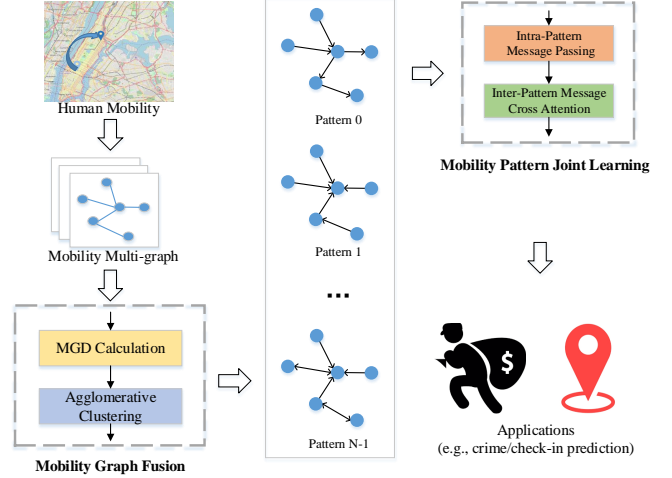 Human Mobility
Mobility Multi-graph
MGD Calculation
Agglomerative
Clustering
Mobility Graph Fusion
Pattern 0
Pattern 1
...
Pattern N-1
Intra-Pattern
Message Passing
Inter-Pattern Message
Cross Attention
Mobility Pattern Joint Learning
$
Applications
(e.g., crime/check-in prediction)